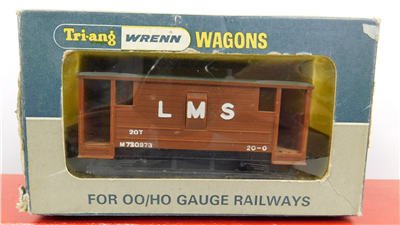 Tri-ang WRENN WAGONS
LMS
20T
M730973 20-0
FOR OO/HO GAUGE RAILWAYS